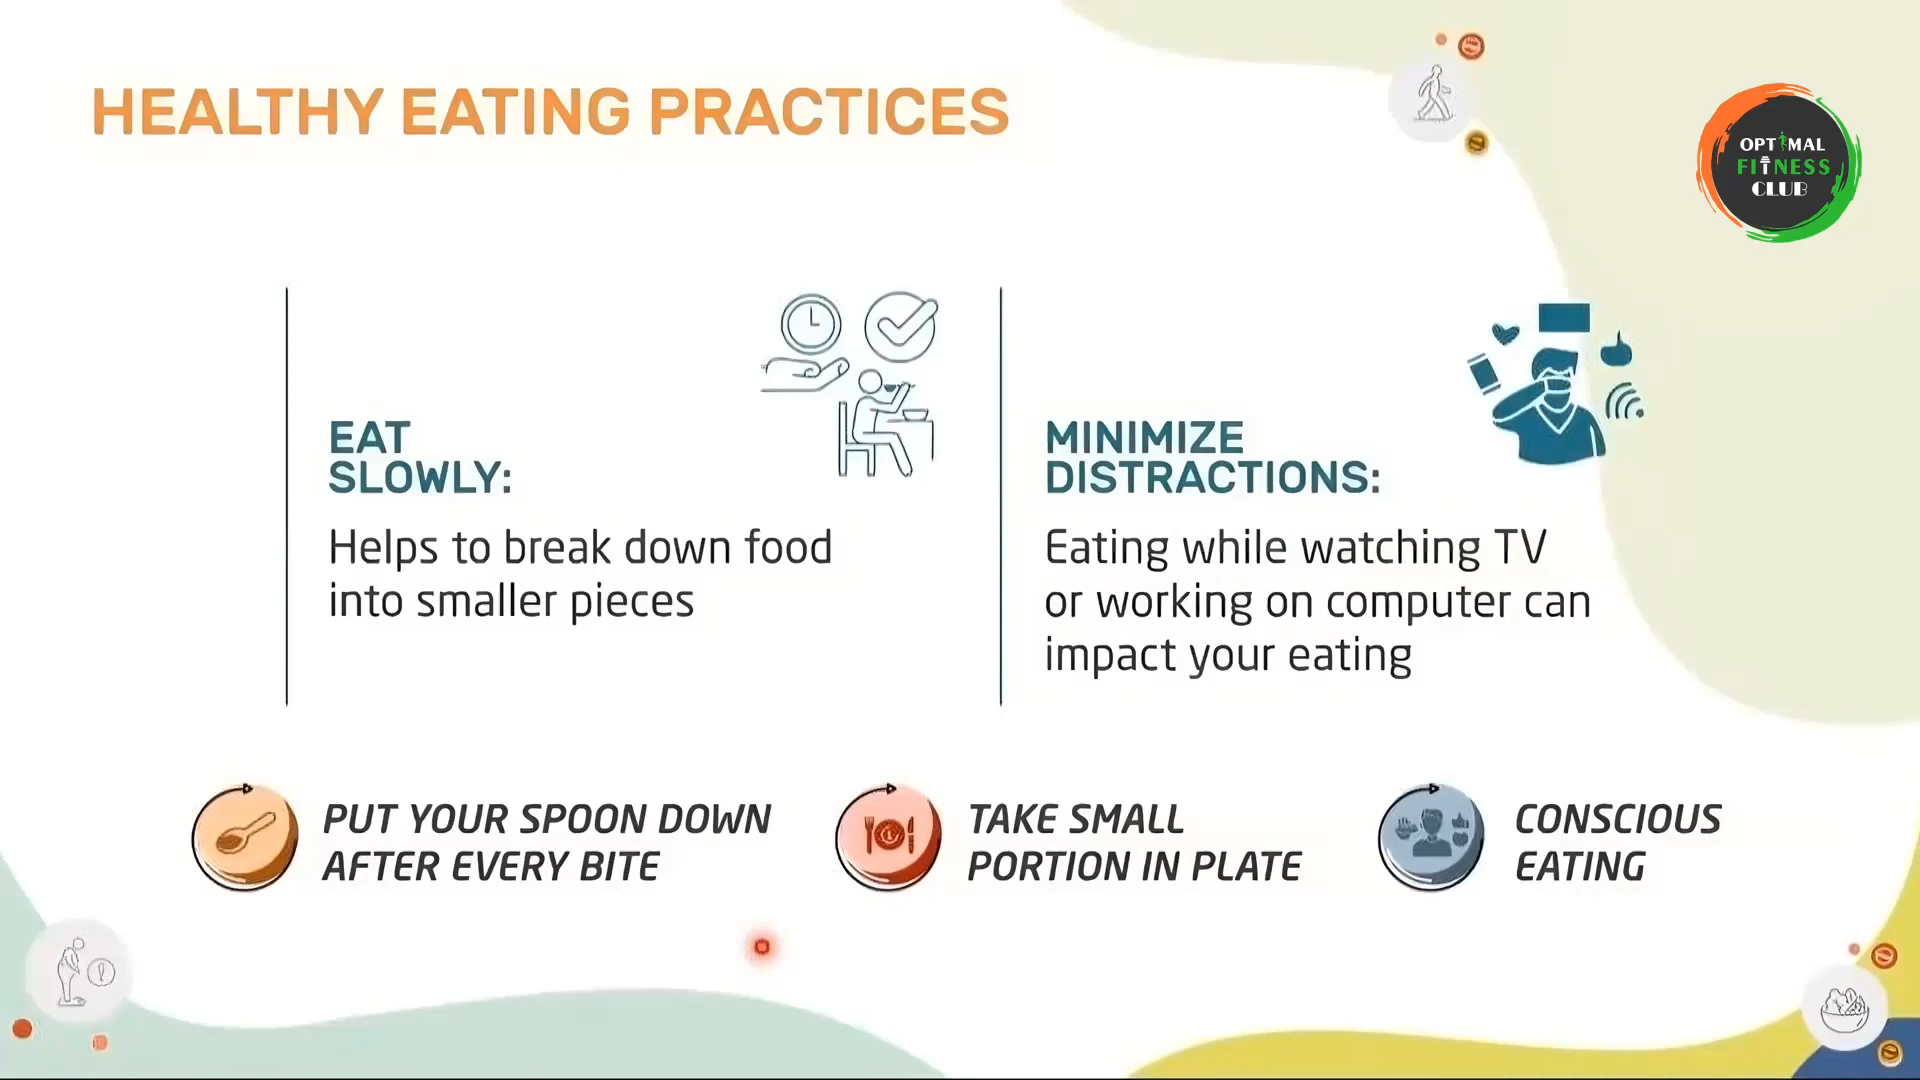 HEALTHY EATING PRACTICES
OPTIMAL
FITNESS
CLUB
EAT
SLOWLY:
Helps to break down food
into smaller pieces
MINIMIZE
DISTRACTIONS:
Eating while watching TV
or working on computer can
impact your eating
PUT YOUR SPOON DOWN
AFTER EVERY BITE
TAKE SMALL
PORTION IN PLATE
CONSCIOUS
EATING